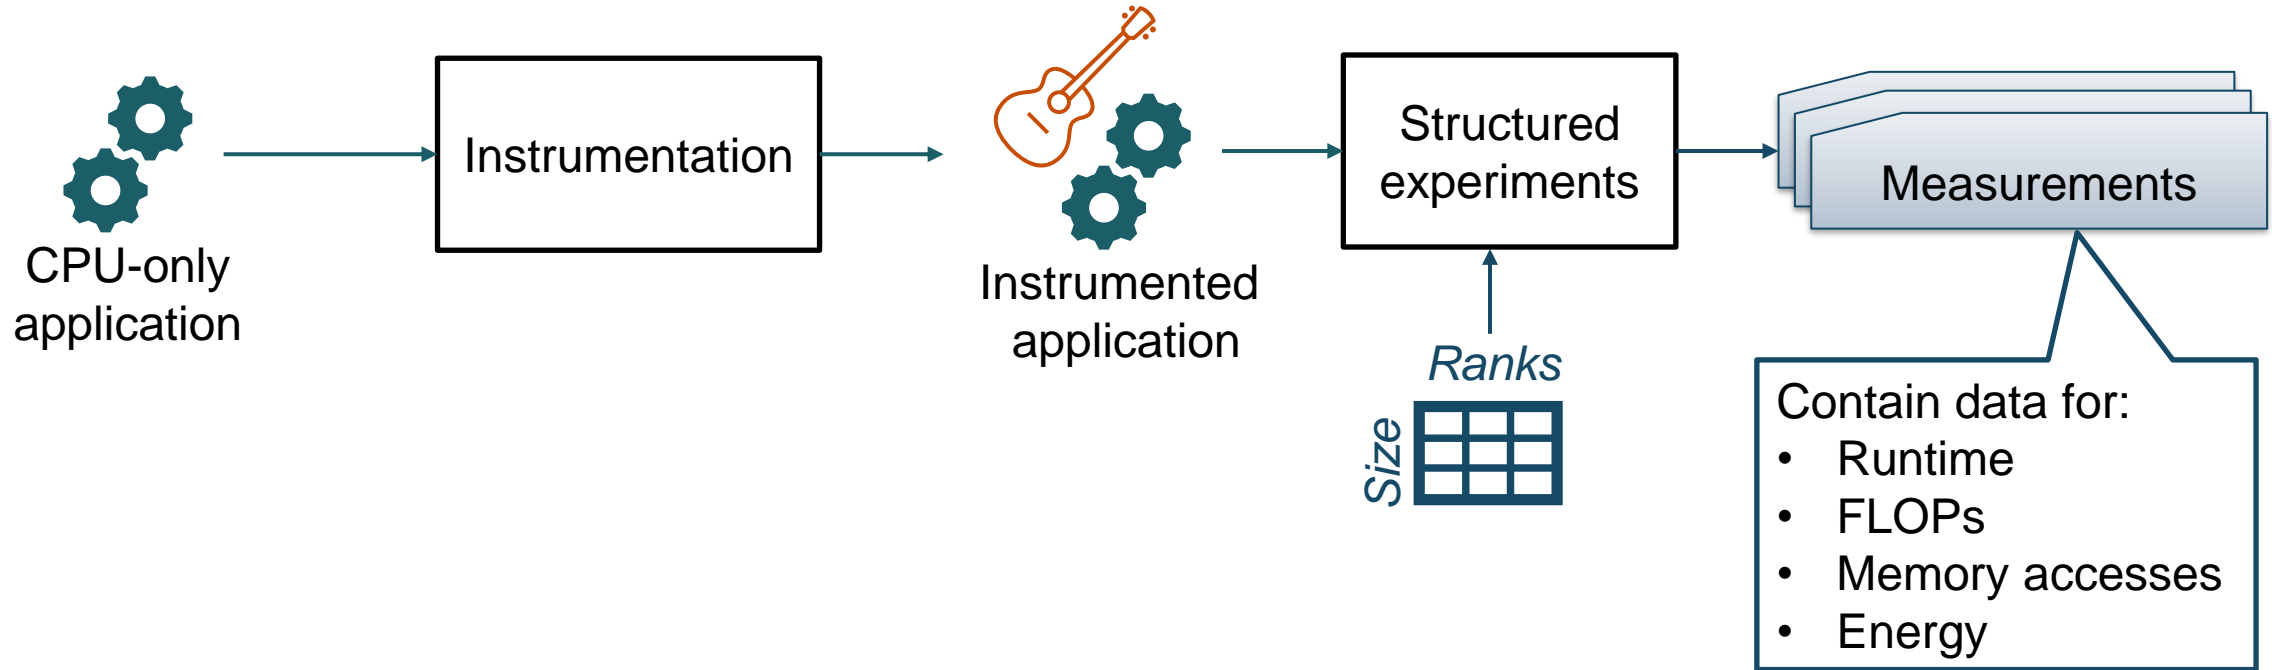 CPU-only
application
Instrumentation
Instrumented
application
Structured
experiments
Ranks
Size
Measurements
Contain data for:
• Runtime
• FLOPs
• Memory accesses
• Energy